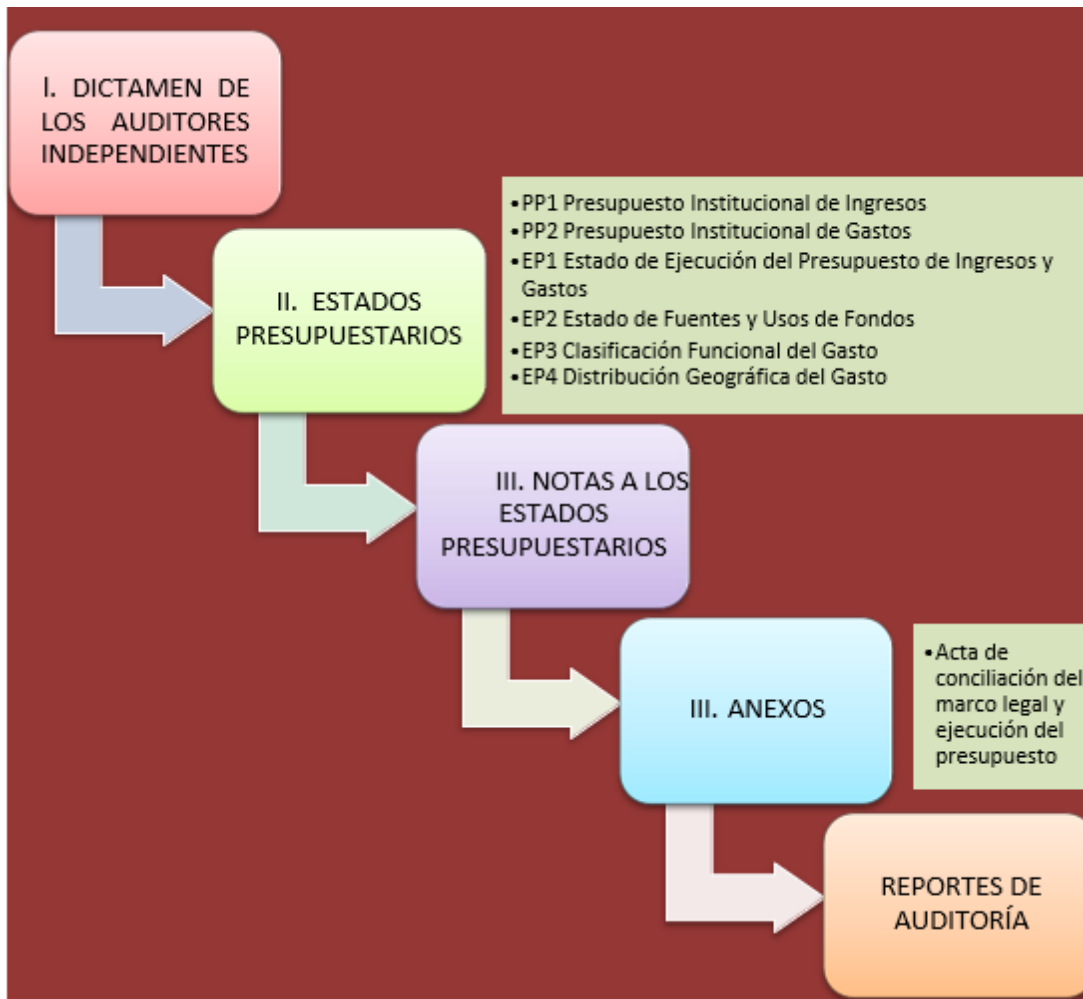 I. DICTAMEN DE
LOS AUDITORES
INDEPENDIENTES
•PP1 Presupuesto Institucional de Ingresos
•PP2 Presupuesto Institucional de Gastos
•EP1 Estado de Ejecución del Presupuesto de Ingresos y
Gastos
•EP2 Estado de Fuentes y Usos de Fondos
•EP3 Clasificación Funcional del Gasto
•EP4 Distribución Geográfica del Gasto
II. ESTADOS
PRESUPUESTARIOS
III. NOTAS A LOS
ESTADOS
PRESUPUESTARIOS
III. ANEXOS
•Acta de
conciliación del
marco legal y
ejecución del
presupuesto
REPORTES DE
AUDITORÍA